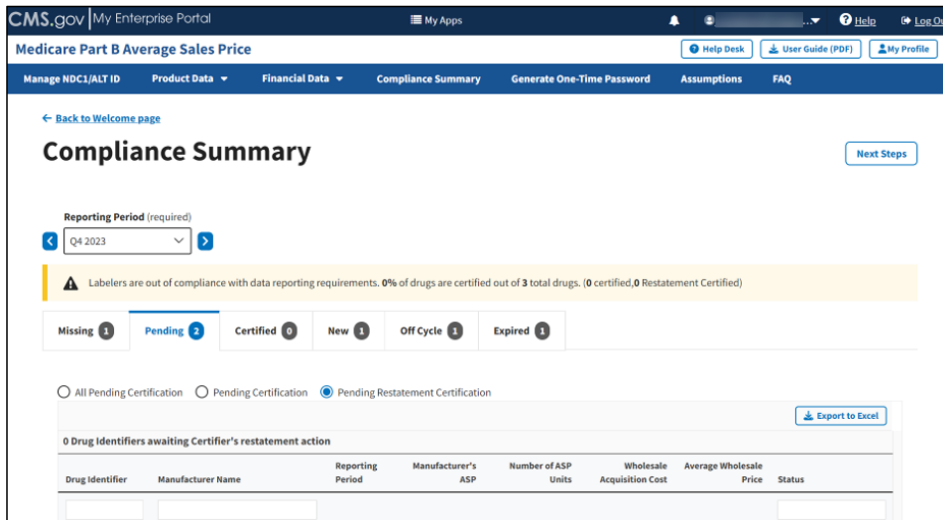 CMS.gov My Enterprise Portal My Apps Help Log Ou
Medicare Part B Average Sales Price Help Desk User Guide (PDF) My Profile
Manage NDC1/ALT ID Product Data Financial Data Compliance Summary Generate One-Time Password Assumptions FAQ
Back to Welcome page
Compliance Summary Next Steps
Reporting Period (required)
Q4 2023
Labelers are out of compliance with data reporting requirements. 0% of drugs are certified out of 3 total drugs. (0 certified,0 Restatement Certified)
Missing 1 Pending 2 Certified 0 New 1 Off Cycle 1 Expired 1
All Pending Certification Pending Certification Pending Restatement Certification
Export to Excel
0 Drug Identifiers awaiting Certifier's restatement action
Reporting Manufacturer's Number of ASP Wholesale Average Wholesale
Drug Identifier Manufacturer Name Period ASP Units Acquisition Cost Price Status